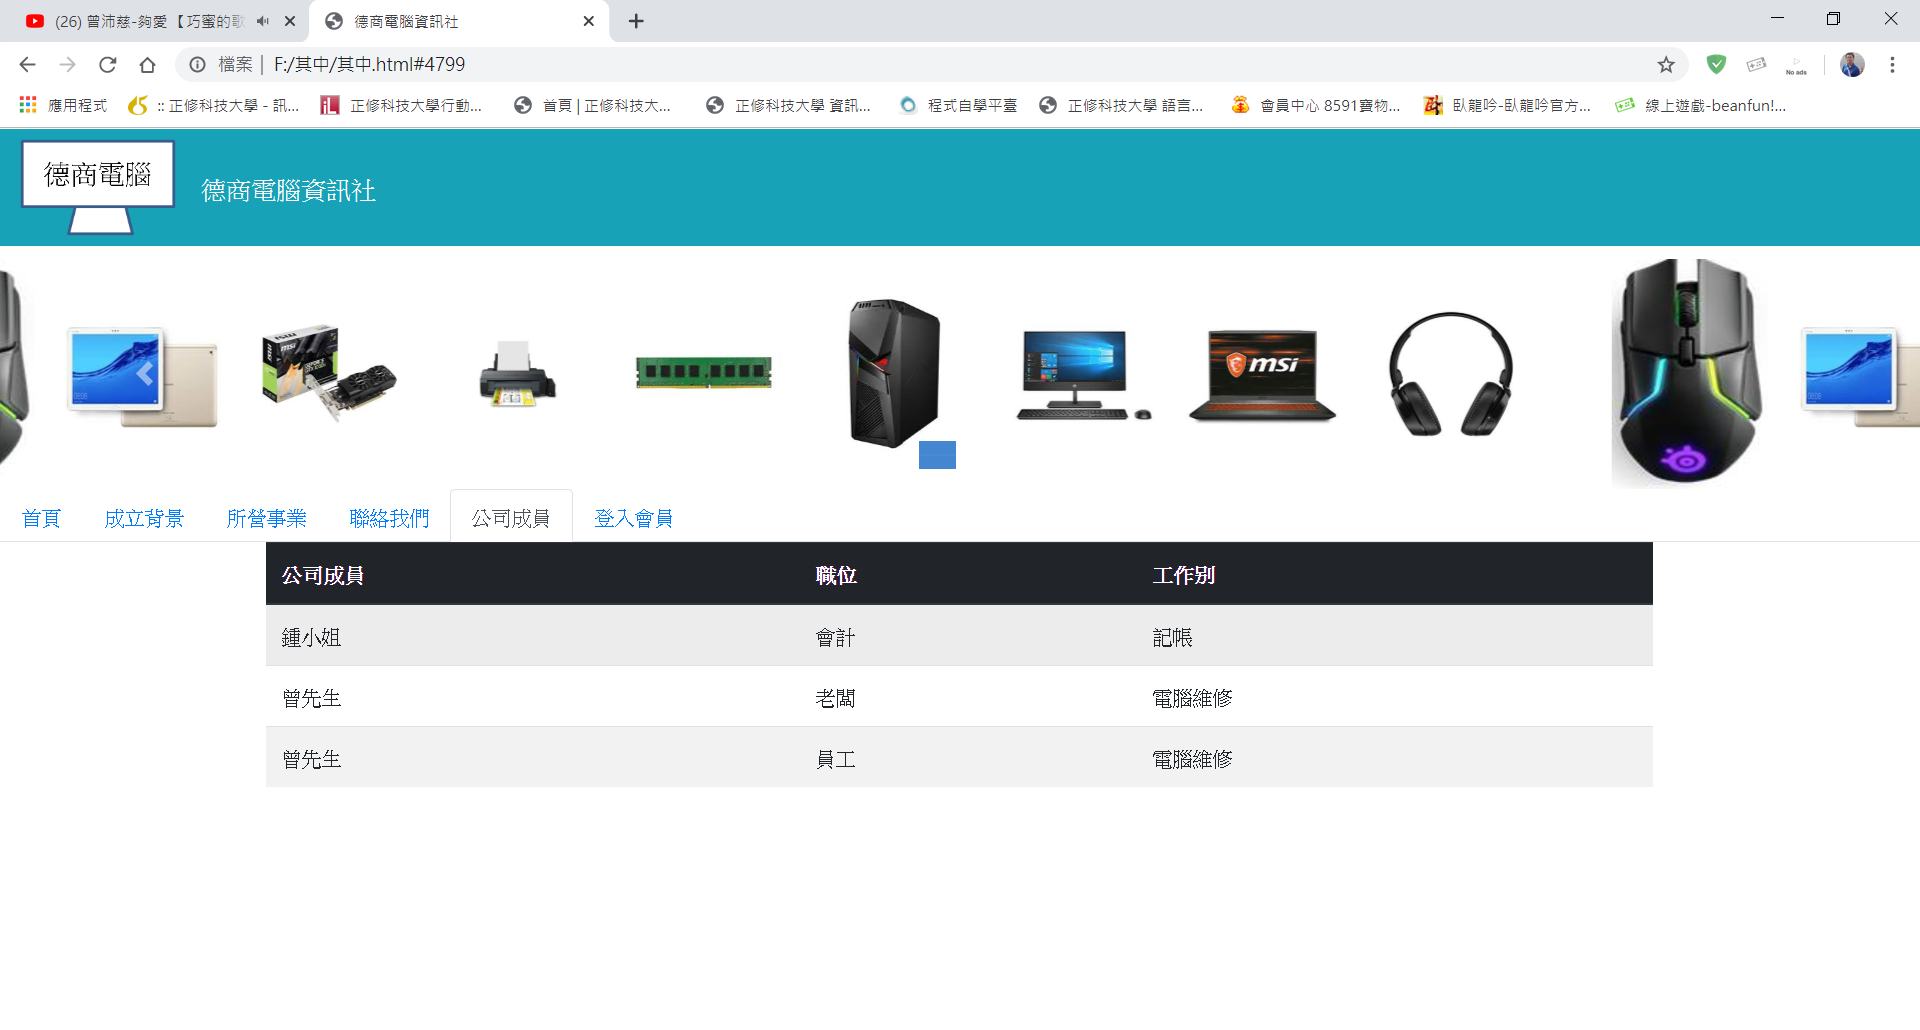 (26) 曾沛慈-夠愛 【巧蜜的歌
德商電腦資訊社
檔案 | F:/其中/其中.html#4799
No ads
應用程式 :: 正修科技大學 - 訊... 正修科技大學行動... 首頁 | 正修科技大... 正修科技大學 資訊... 程式自學平臺 正修科技大學 語言... 會員中心 8591寶物... 臥龍吟-臥龍吟官方... 線上遊戲-beanfun!...
德商電腦
德商電腦資訊社
msi
msi
首頁 成立背景 所營事業 聯絡我們 公司成員 登入會員
公司成員 職位 工作別
鍾小姐 會計 記帳
曾先生 老闆 電腦維修
曾先生 員工 電腦維修